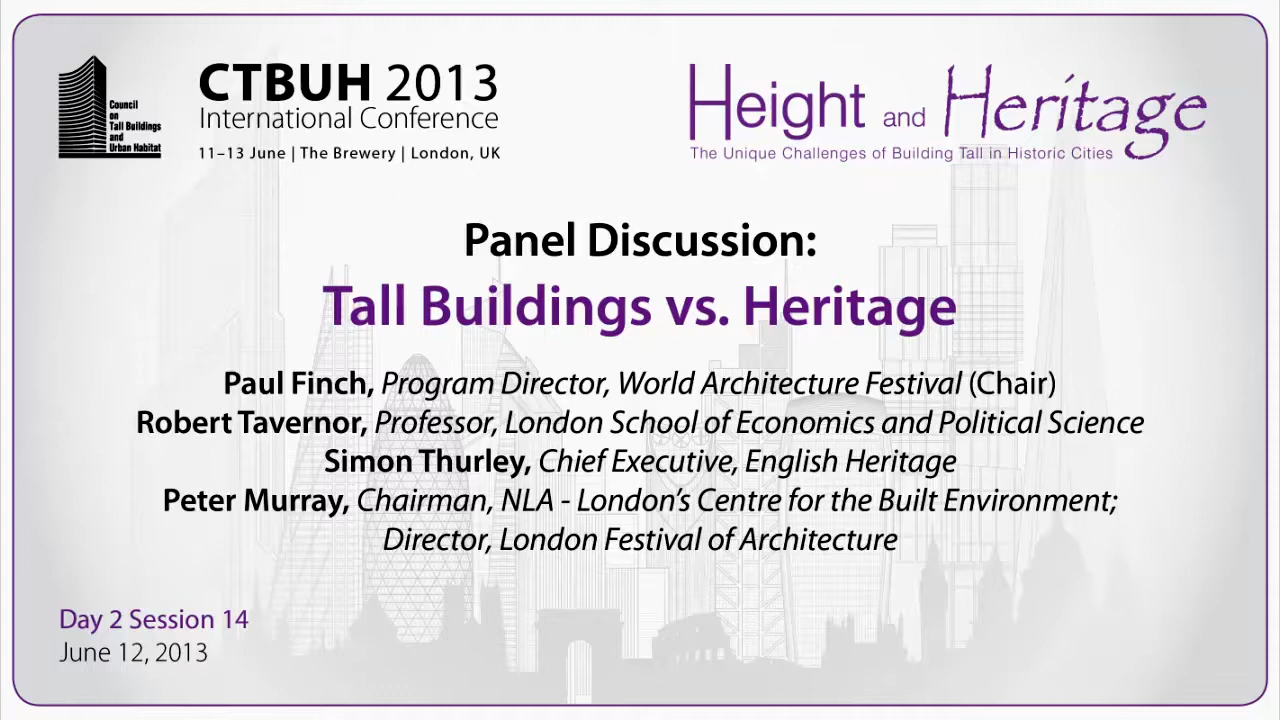 Council
on
Tall Buildings
and
Urban Habitat
CTBUH 2013
International Conference
11–13 June | The Brewery | London, UK
Height and Heritage
The Unique Challenges of Building Tall in Historic Cities
Panel Discussion:
Tall Buildings vs. Heritage
Paul Finch, Program Director, World Architecture Festival (Chair)
Robert Tavernor, Professor, London School of Economics and Political Science
Simon Thurley, Chief Executive, English Heritage
Peter Murray, Chairman, NLA - London’s Centre for the Built Environment;
Director, London Festival of Architecture
Day 2 Session 14
June 12, 2013